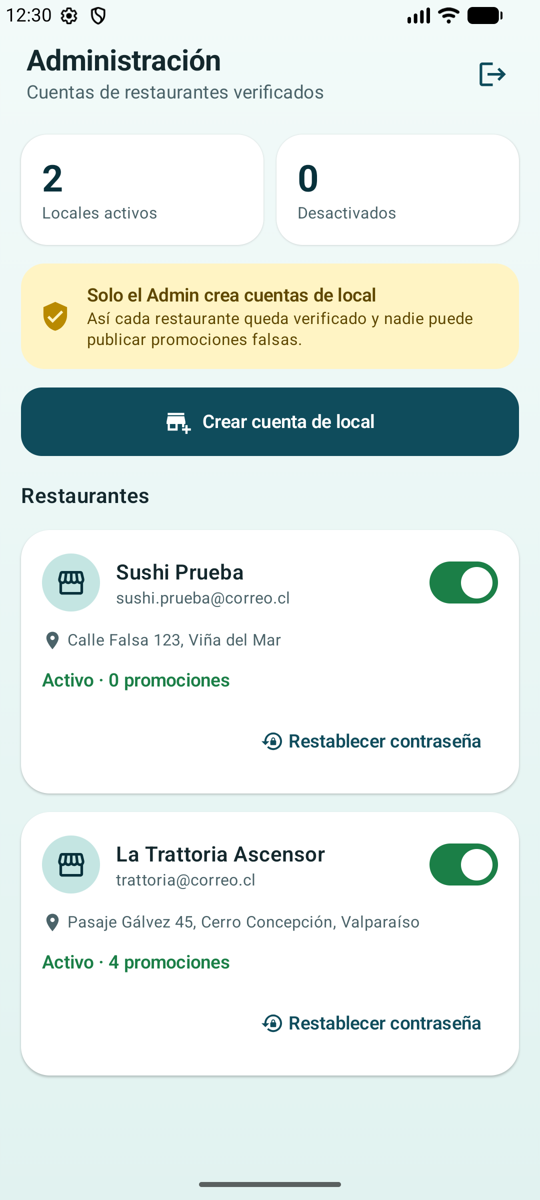 12:30
Administración
Cuentas de restaurantes verificados
2
Locales activos
0
Desactivados
Solo el Admin crea cuentas de local
Así cada restaurante queda verificado y nadie puede
publicar promociones falsas.
Crear cuenta de local
Restaurantes
Sushi Prueba
sushi.prueba@correo.cl
Calle Falsa 123, Viña del Mar
Activo · 0 promociones
Restablecer contraseña
La Trattoria Ascensor
trattoria@correo.cl
Pasaje Gálvez 45, Cerro Concepción, Valparaíso
Activo · 4 promociones
Restablecer contraseña